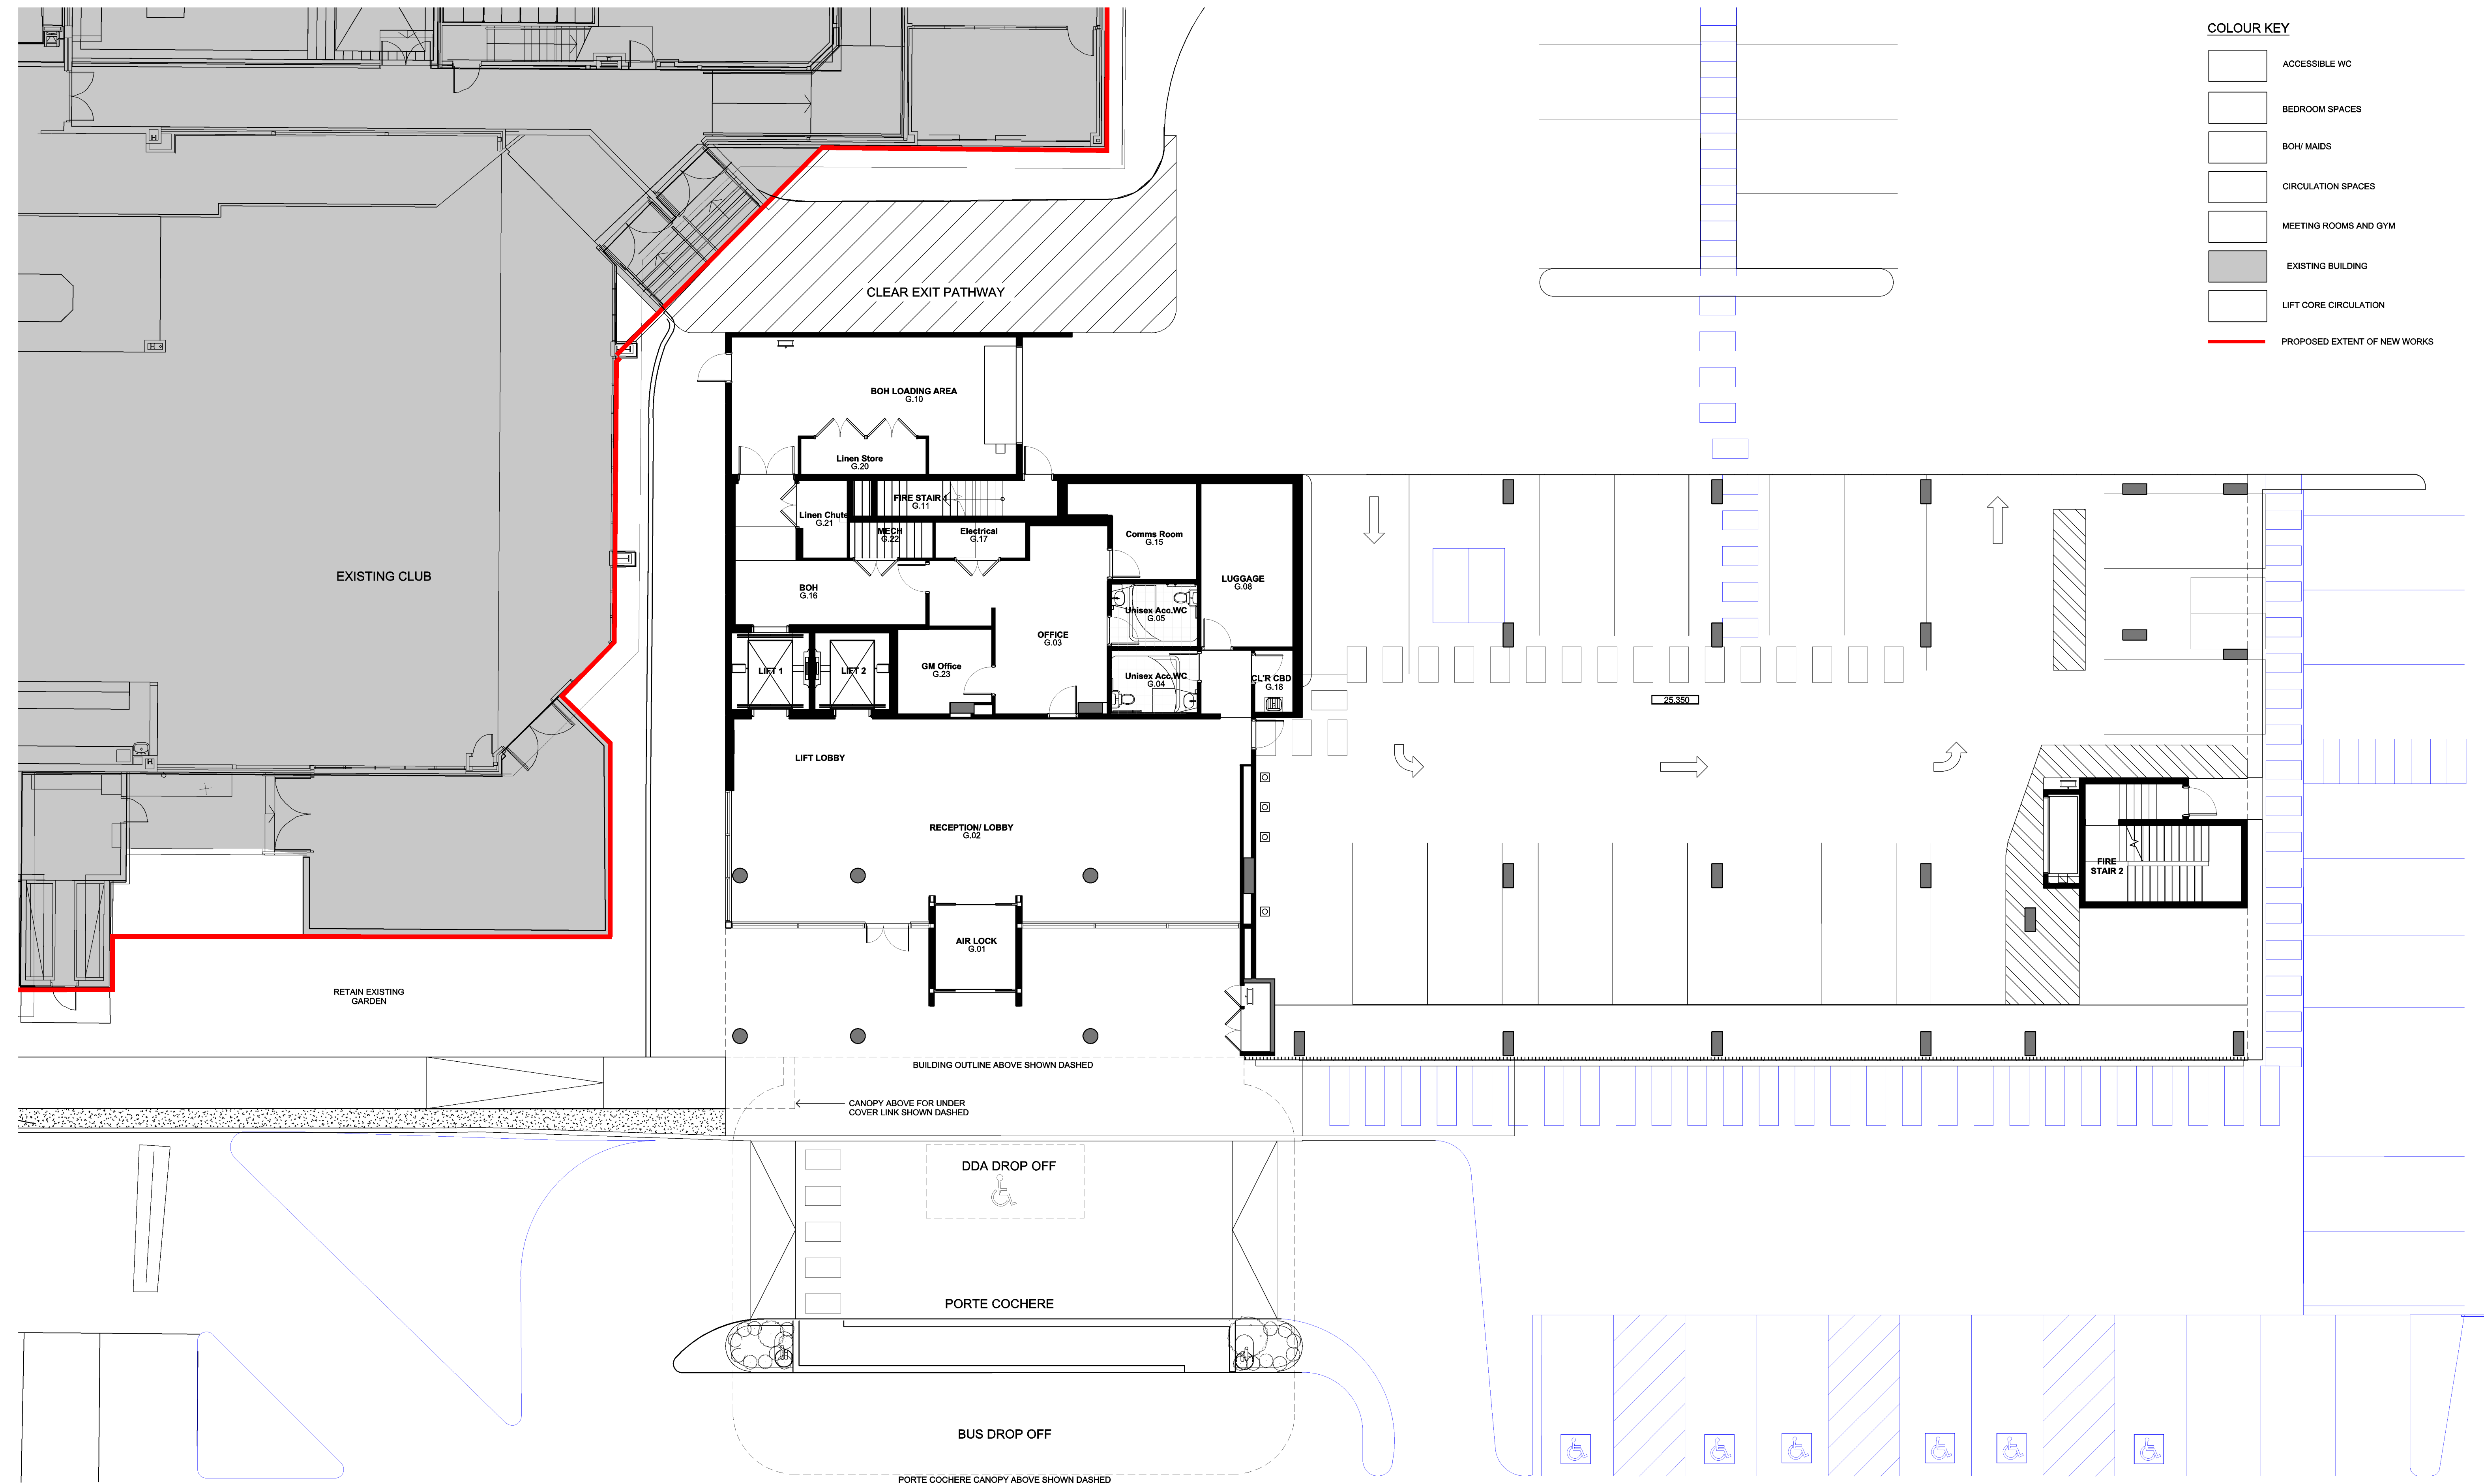 COLOUR KEY
ACCESSIBLE WC
BEDROOM SPACES
BOH/ MAIDS
CIRCULATION SPACES
MEETING ROOMS AND GYM
EXISTING BUILDING
LIFT CORE CIRCULATION
PROPOSED EXTENT OF NEW WORKS
H
H
H
CLEAR EXIT PATHWAY
BOH LOADING AREA
G.10
Linen Store
G.20
FIRE STAIR 1
G.11
Linen Chute
G.21
MECH
G.22
Electrical
G.17
Comms Room
G.15
LUGGAGE
G.08
EXISTING CLUB
BOH
G.16
Unisex Acc.WC
G.05
OFFICE
G.03
GM Office
G.23
LIFT 1
LIFT 2
Unisex Acc.WC
G.04
CL'R CBD
G.18
25.350
LIFT LOBBY
RECEPTION/ LOBBY
G.02
FIRE
STAIR 2
AIR LOCK
G.01
RETAIN EXISTING
GARDEN
BUILDING OUTLINE ABOVE SHOWN DASHED
CANOPY ABOVE FOR UNDER
COVER LINK SHOWN DASHED
DDA DROP OFF
PORTE COCHERE
BUS DROP OFF
PORTE COCHERE CANOPY ABOVE SHOWN DASHED